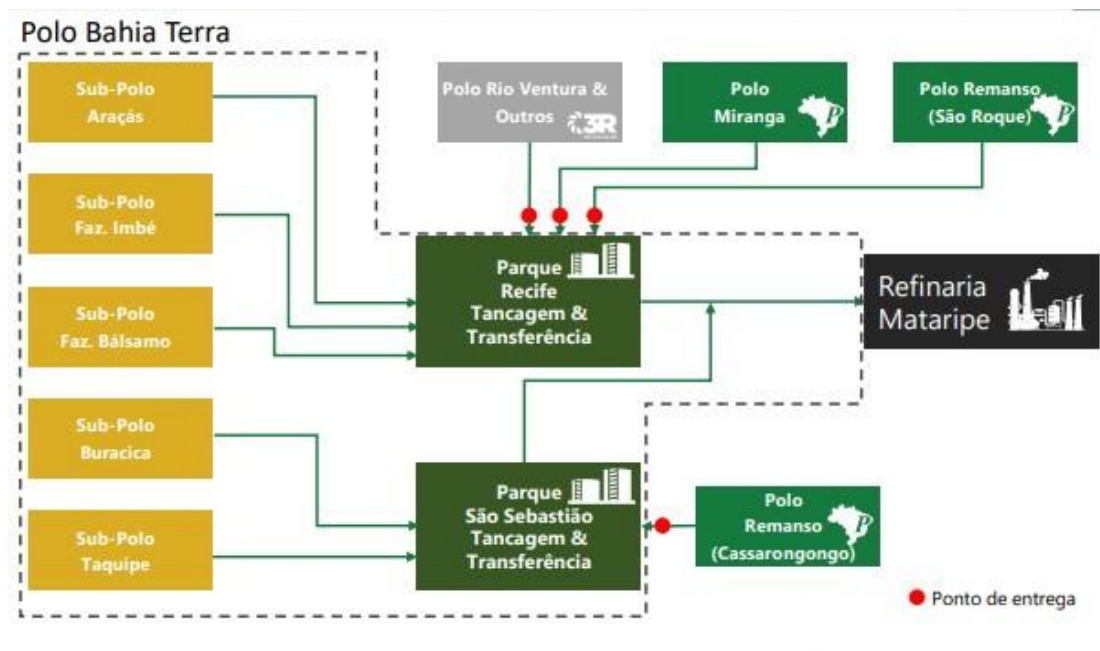 Polo Bahia Terra
Sub-Polo
Araçás
Sub-Polo
Faz. Imbé
Sub-Polo
Faz. Bálsamo
Sub-Polo
Buracica
Sub-Polo
Taquipe
Polo Rio Ventura &
Outros 3R
Polo
Miranga
Polo Remanso
(São Roque)
Parque
Recife
Tancagem &
Transferência
Refinaria
Mataripe
Parque
São Sebastião
Tancagem &
Transferência
Polo
Remanso
(Cassarongongo)
Ponto de entrega